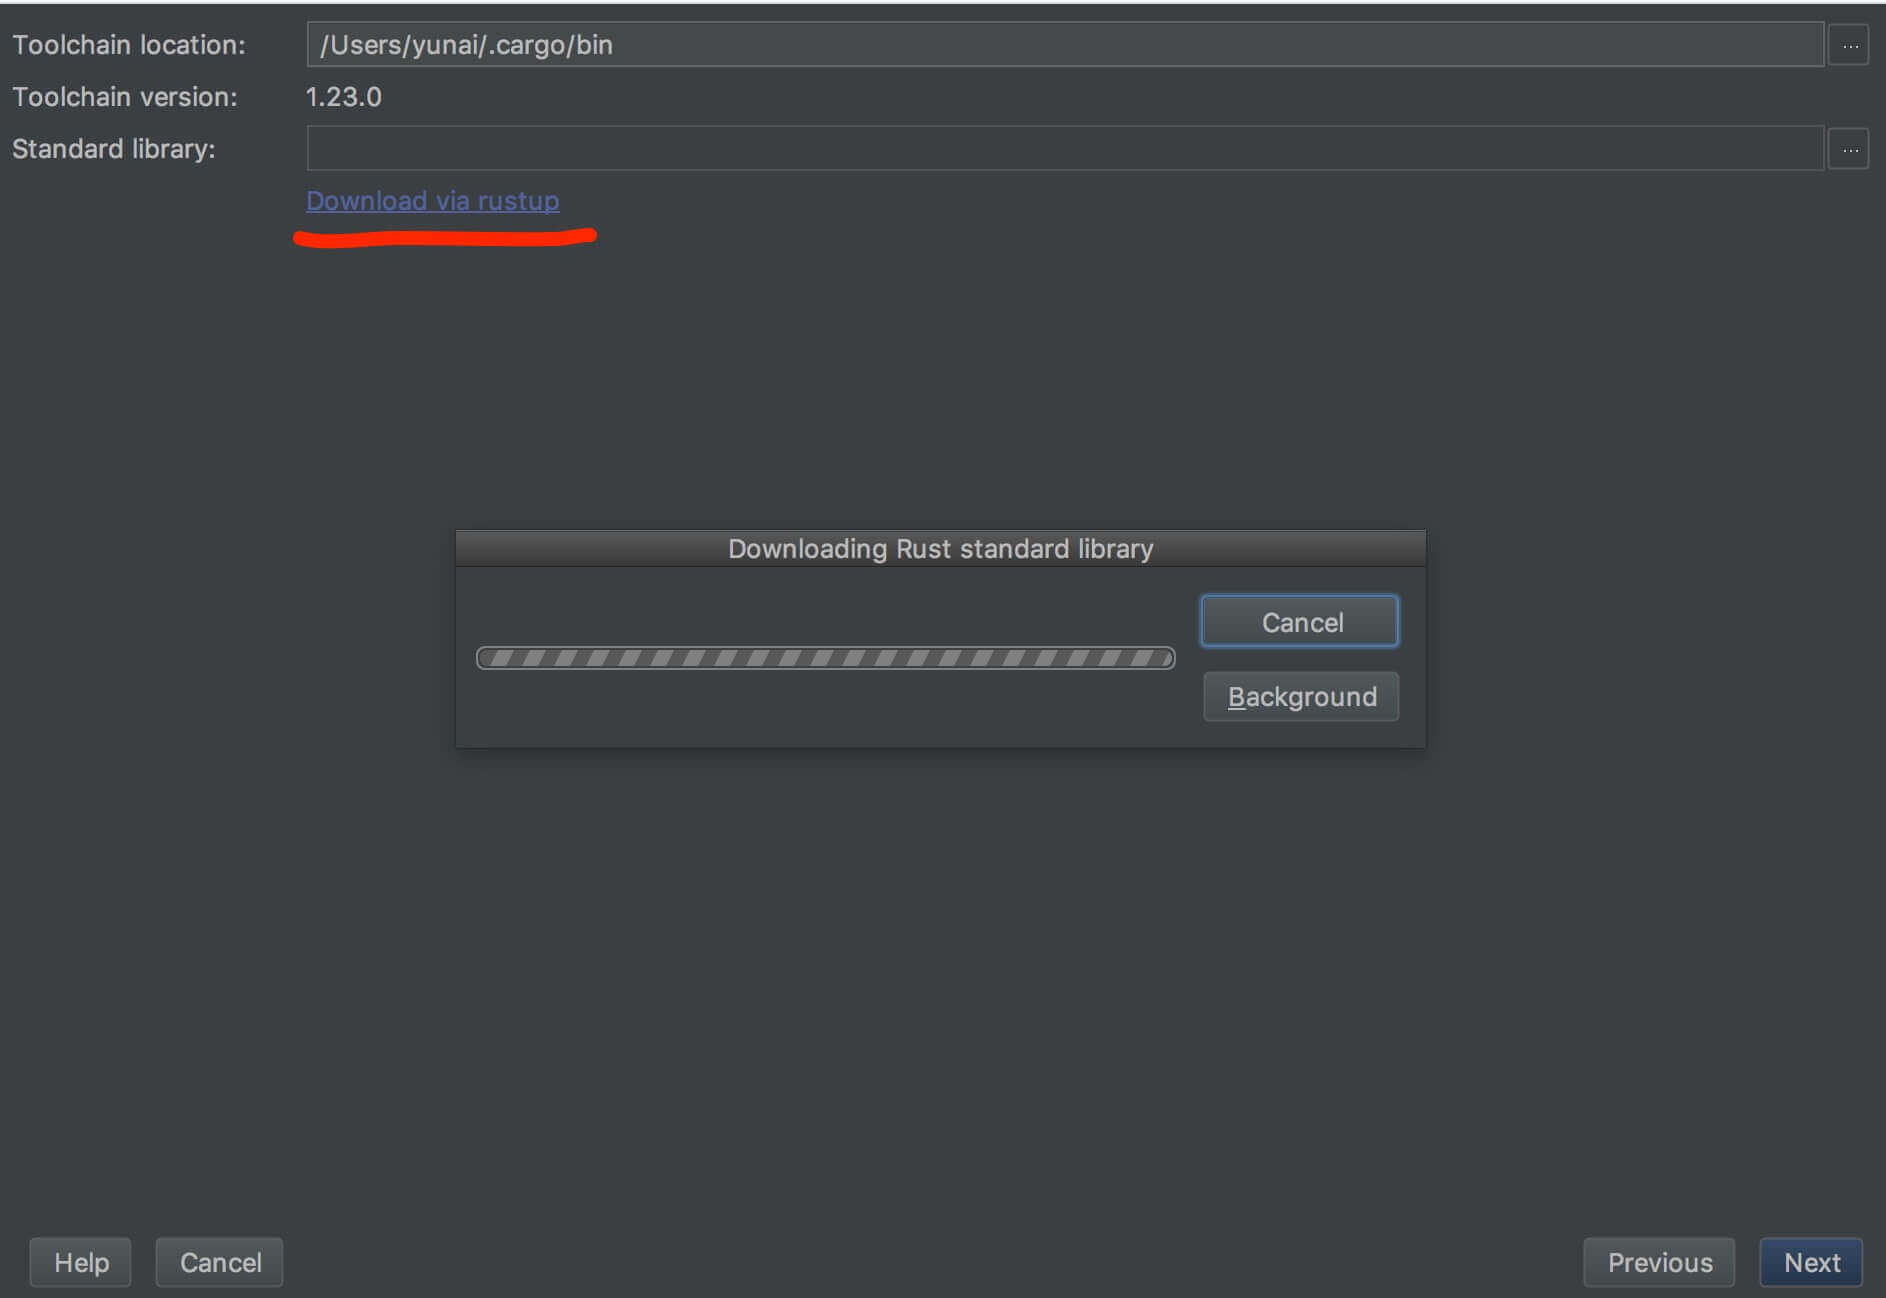 Toolchain location: /Users/yunai/.cargo/bin ...
Toolchain version: 1.23.0
Standard library: ...
Download via rustup
Downloading Rust standard library
Cancel
Background
Help Cancel Previous Next